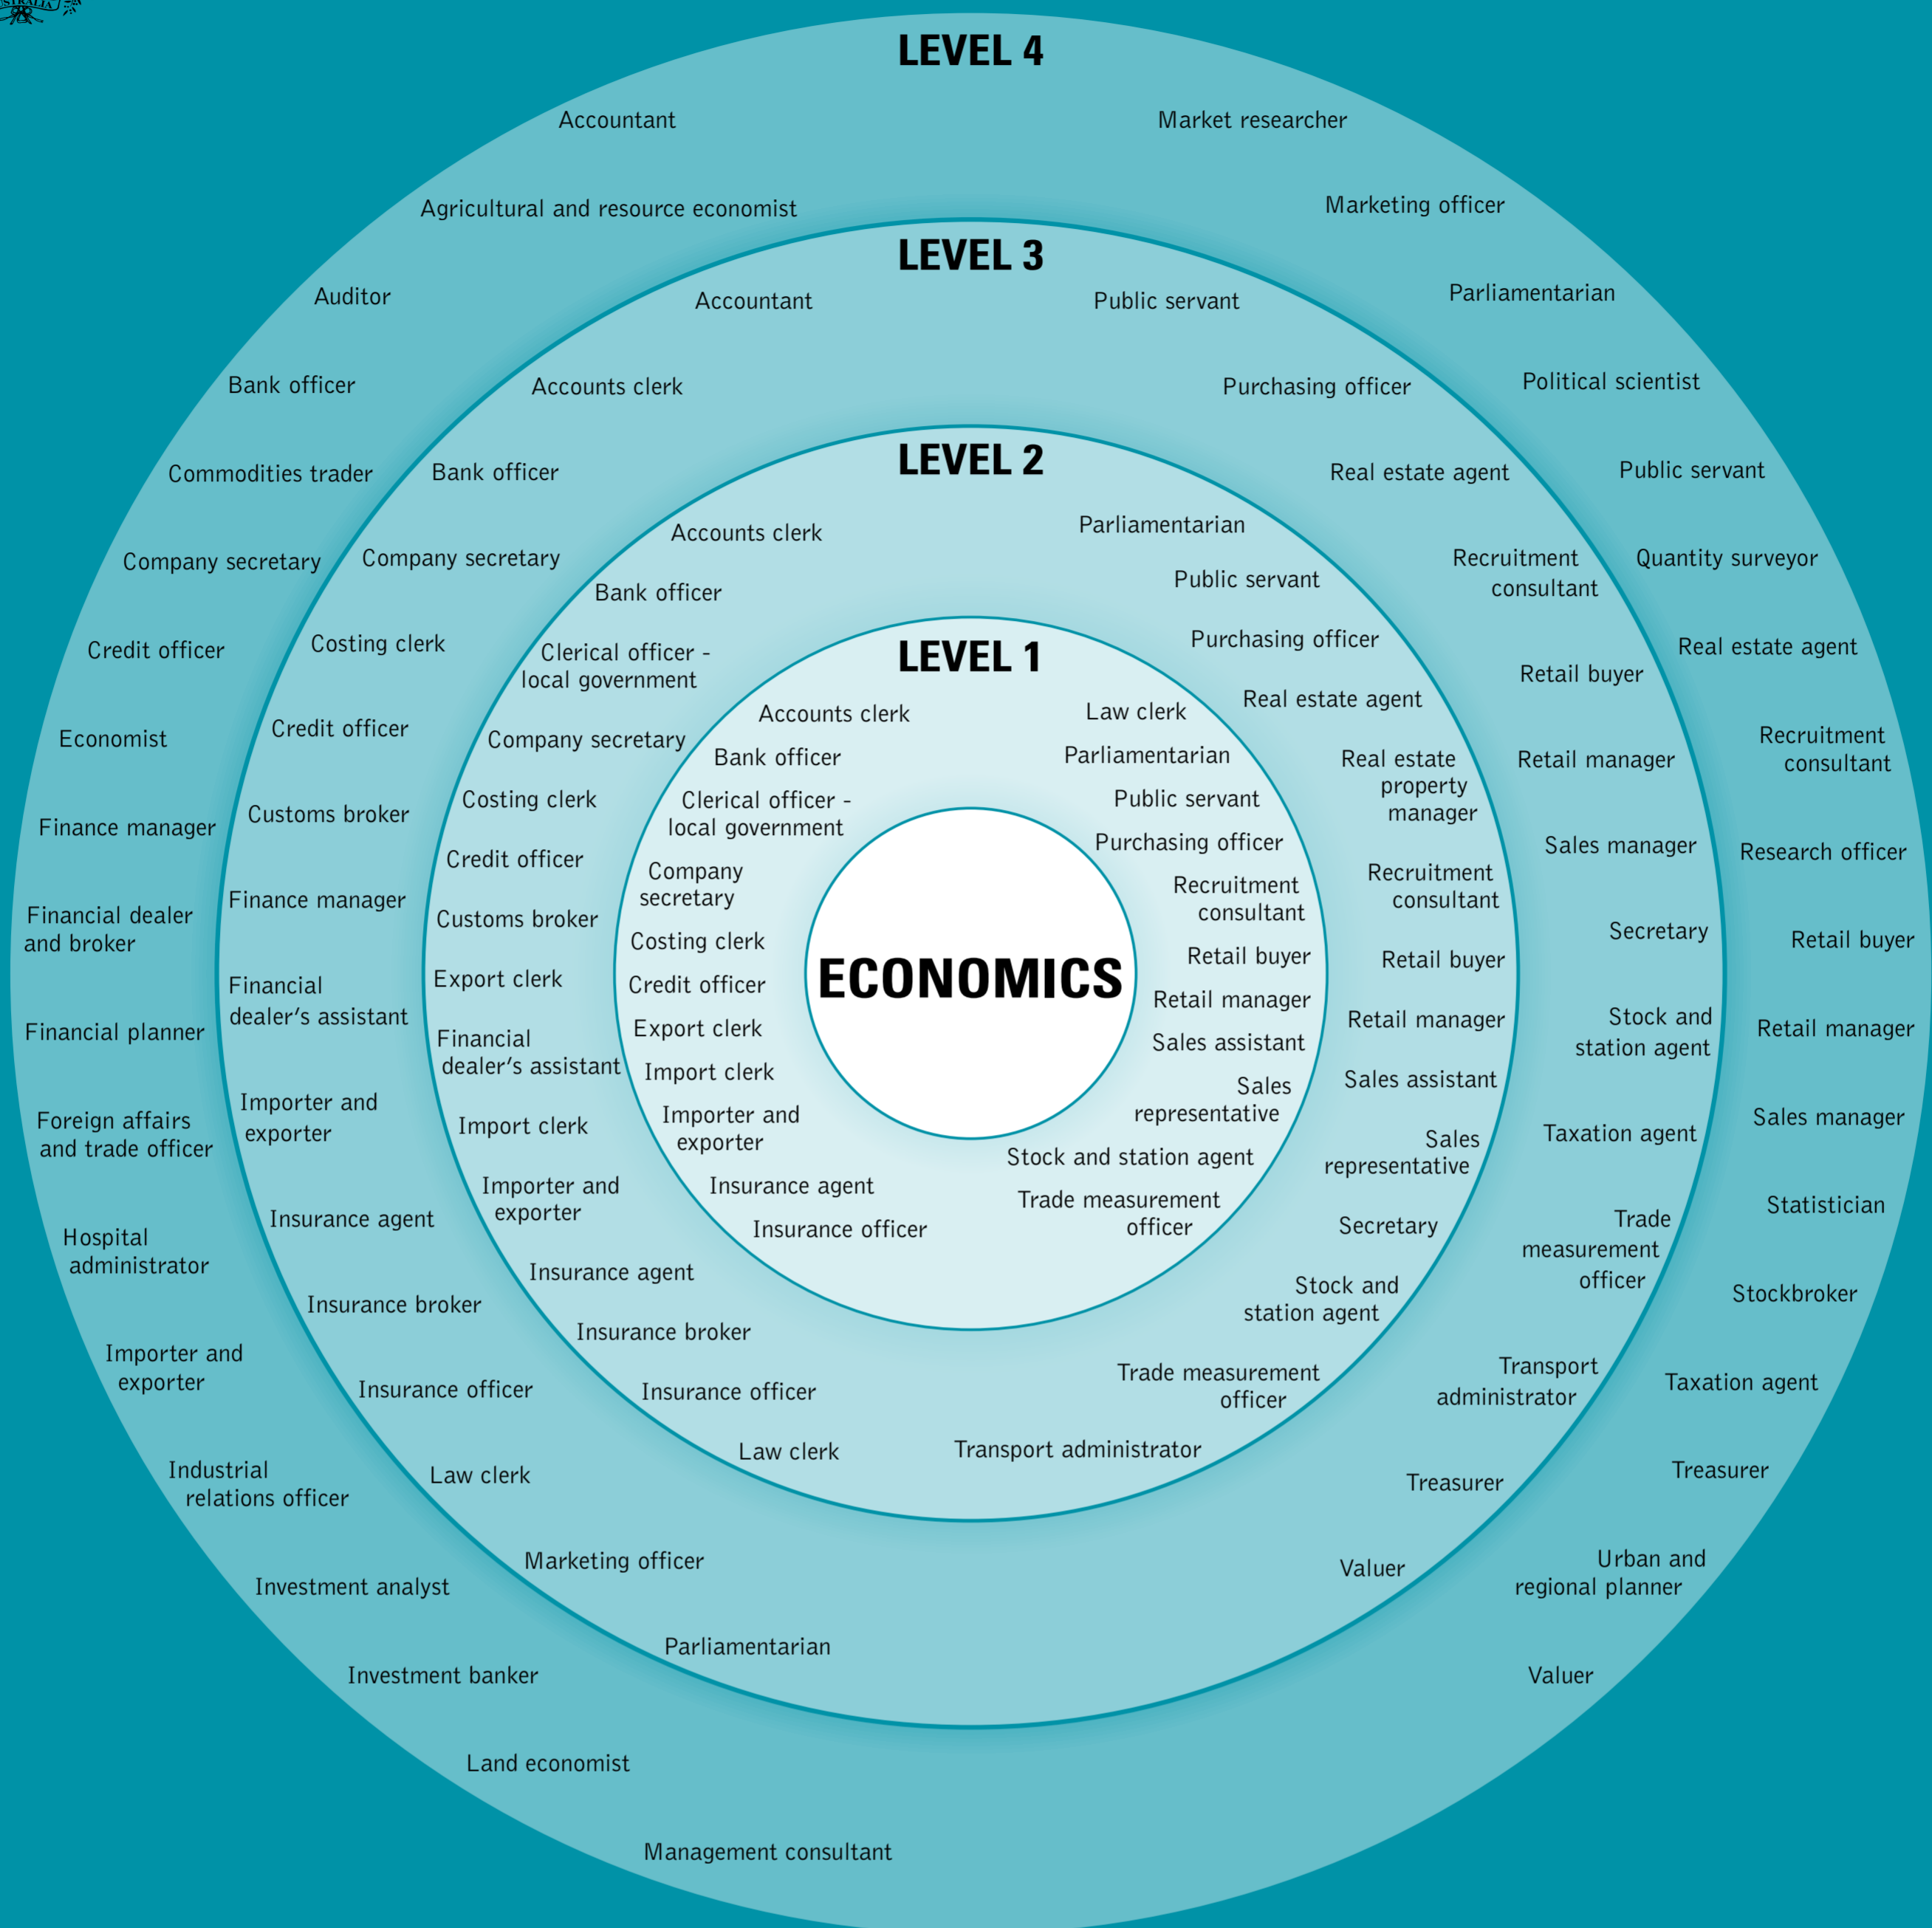 USTRALIA
LEVEL 4
Accountant
Agricultural and resource economist
Auditor
Bank officer
Commodities trader
Company secretary
Credit officer
Economist
Finance manager
Financial dealer
and broker
Financial planner
Foreign affairs
and trade officer
Hospital
administrator
Importer and
exporter
Industrial
relations officer
Investment analyst
Investment banker
Land economist
Management consultant
Market researcher
Marketing officer
Parliamentarian
Political scientist
Public servant
Quantity surveyor
Real estate agent
Recruitment
consultant
Research officer
Retail buyer
Retail manager
Sales manager
Statistician
Stockbroker
Taxation agent
Treasurer
Urban and
regional planner
Valuer
LEVEL 3
Accountant
Accounts clerk
Bank officer
Company secretary
Costing clerk
Credit officer
Customs broker
Finance manager
Financial
dealer's assistant
Importer and
exporter
Insurance agent
Insurance broker
Insurance officer
Law clerk
Marketing officer
Parliamentarian
Public servant
Purchasing officer
Real estate agent
Recruitment
consultant
Retail buyer
Retail manager
Sales manager
Secretary
Stock and
station agent
Taxation agent
Trade
measurement
officer
Transport
administrator
Treasurer
Valuer
LEVEL 2
Accounts clerk
Bank officer
Clerical officer -
local government
Company secretary
Costing clerk
Credit officer
Customs broker
Export clerk
Financial
dealer's assistant
Import clerk
Importer and
exporter
Insurance agent
Insurance broker
Insurance officer
Law clerk
Parliamentarian
Public servant
Purchasing officer
Real estate agent
Real estate
property
manager
Recruitment
consultant
Retail buyer
Retail manager
Sales assistant
Sales
representative
Secretary
Stock and
station agent
Trade measurement
officer
Transport administrator
LEVEL 1
Accounts clerk
Bank officer
Clerical officer -
local government
Company
secretary
Costing clerk
Credit officer
Export clerk
Import clerk
Importer and
exporter
Insurance agent
Insurance officer
Law clerk
Parliamentarian
Public servant
Purchasing officer
Recruitment
consultant
Retail buyer
Retail manager
Sales assistant
Sales
representative
Stock and station agent
Trade measurement
officer
ECONOMICS